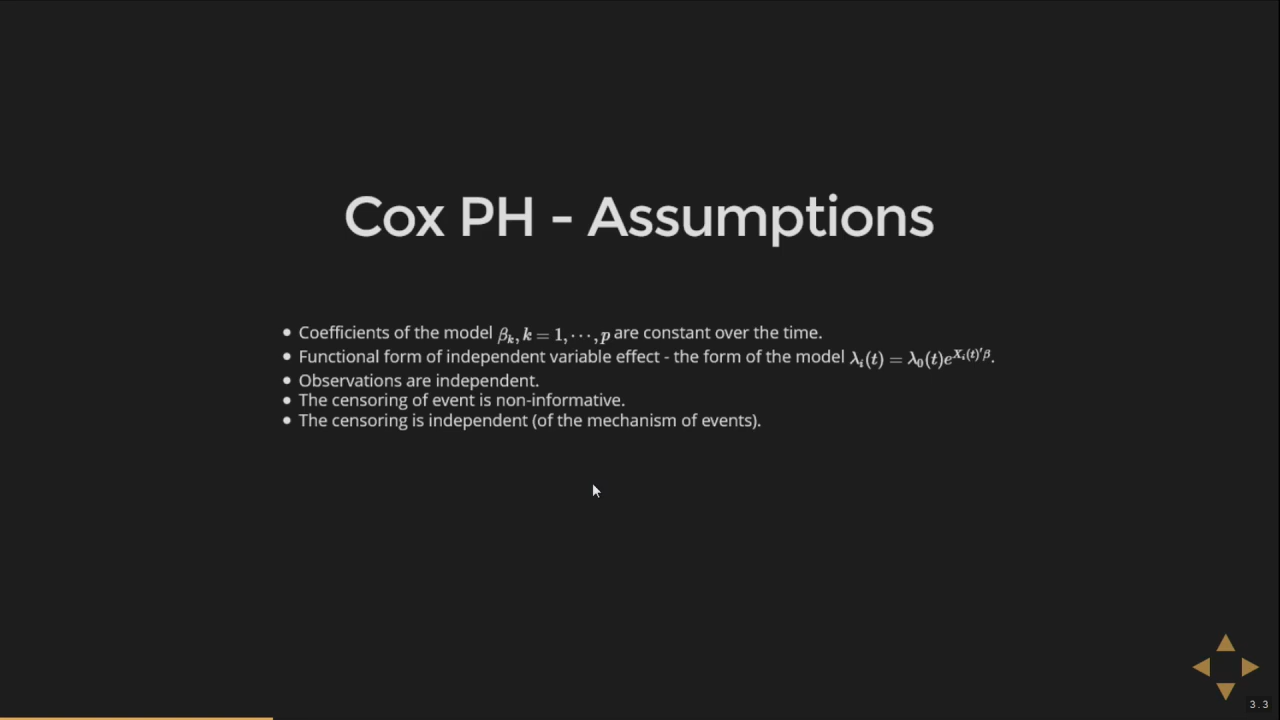 Cox PH - Assumptions
• Coefficients of the model βₖ, k = 1, ⋯, p are constant over the time.
• Functional form of independent variable effect - the form of the model λᵢ(t) = λ₀(t)e^{Xᵢ(t)′β}.
• Observations are independent.
• The censoring of event is non-informative.
• The censoring is independent (of the mechanism of events).
3.3